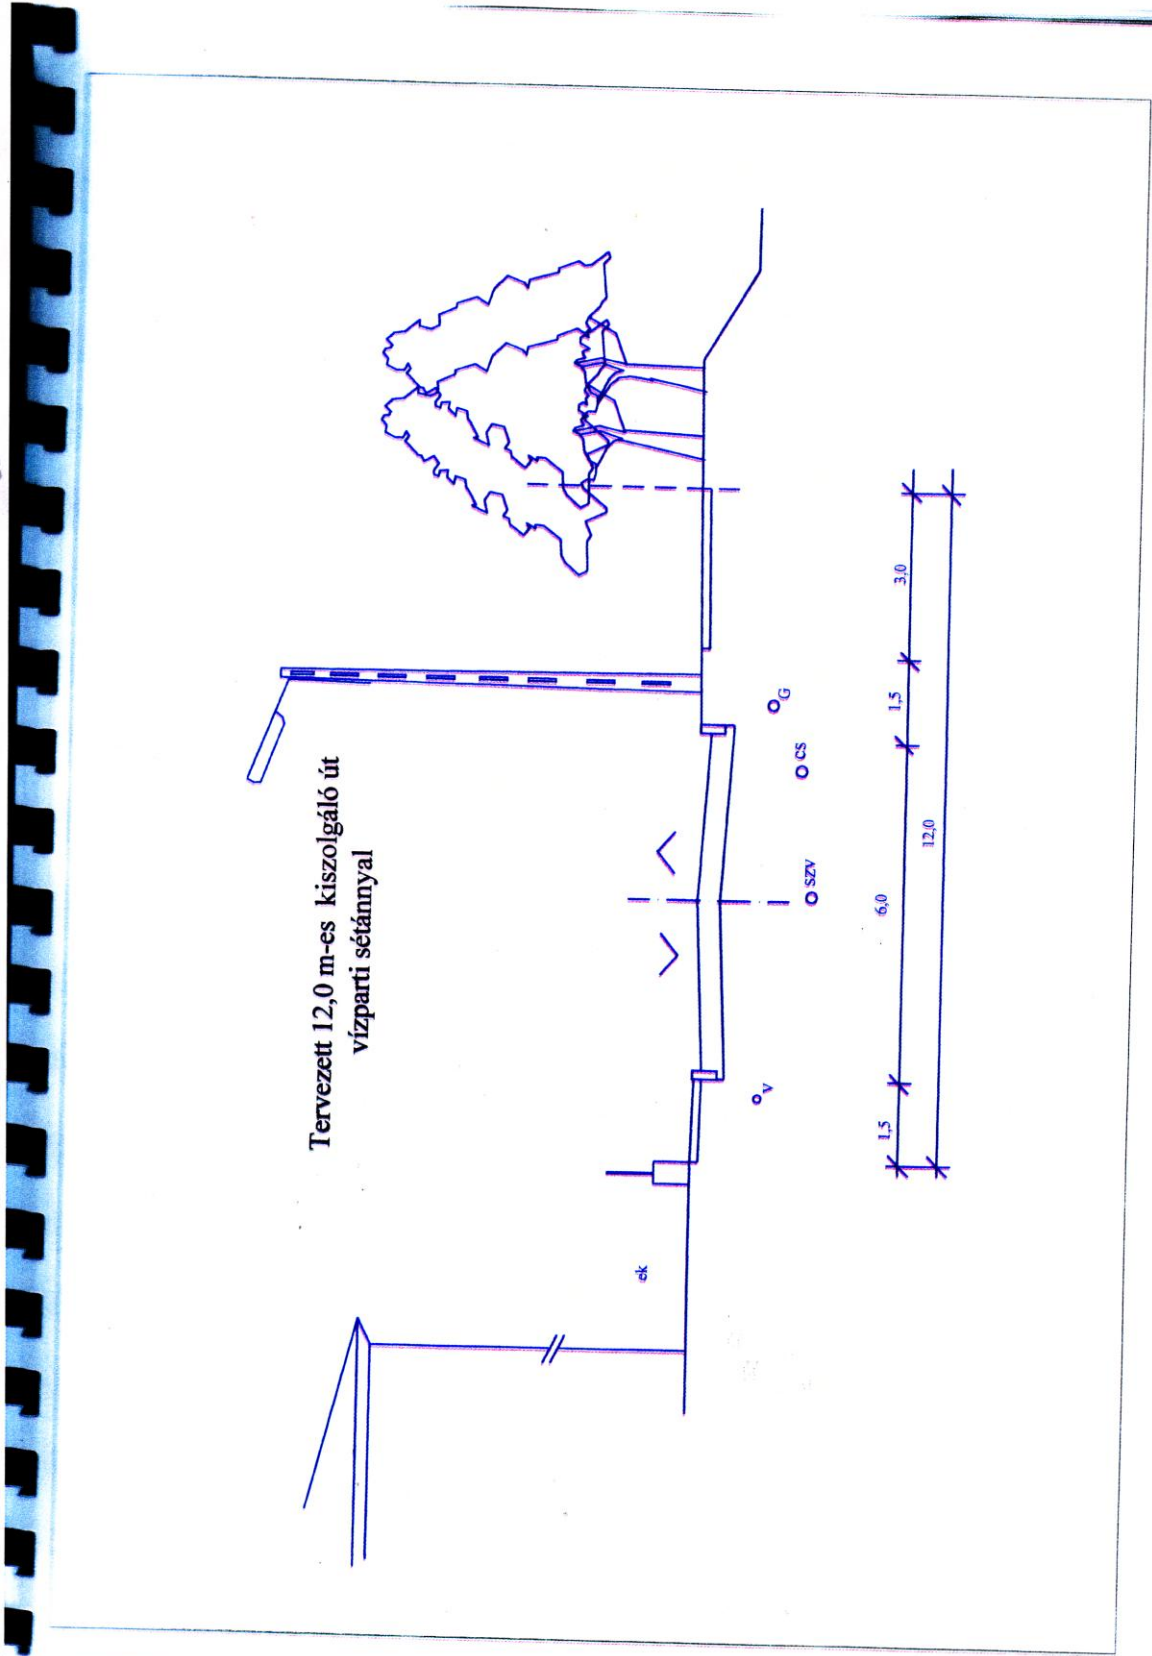 Tervezett 12,0 m-es kiszolgáló út
vízparti sétánnyal
ek
V
szv
cs
G
1,5
6,0
1,5
3,0
12,0